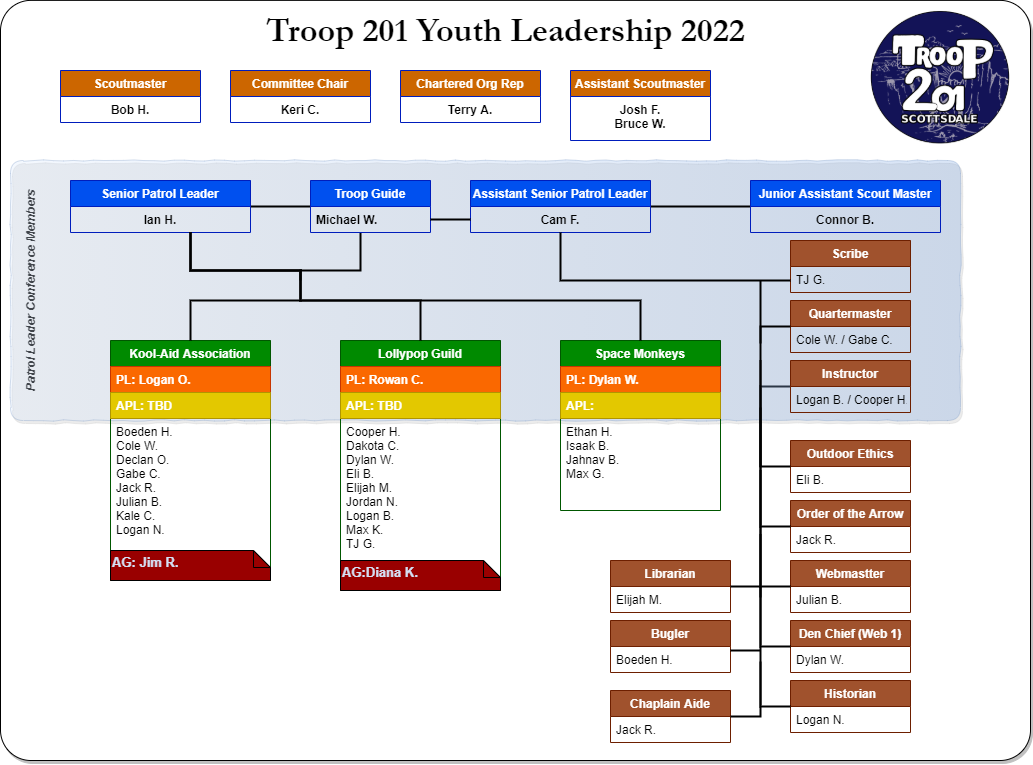 Troop 201 Youth Leadership 2022
TROOP
201
SCOTTSDALE
Scoutmaster
Bob H.
Committee Chair
Keri C.
Chartered Org Rep
Terry A.
Assistant Scoutmaster
Josh F.
Bruce W.
Patrol Leader Conference Members
Senior Patrol Leader
Ian H.
Troop Guide
Michael W.
Assistant Senior Patrol Leader
Cam F.
Junior Assistant Scout Master
Connor B.
Scribe
TJ G.
Quartermaster
Cole W. / Gabe C.
Instructor
Logan B. / Cooper H
Kool-Aid Association
PL: Logan O.
APL: TBD
Boeden H.
Cole W.
Declan O.
Gabe C.
Jack R.
Julian B.
Kale C.
Logan N.
AG: Jim R.
Lollypop Guild
PL: Rowan C.
APL: TBD
Cooper H.
Dakota C.
Dylan W.
Eli B.
Elijah M.
Jordan N.
Logan B.
Max K.
TJ G.
AG:Diana K.
Space Monkeys
PL: Dylan W.
APL:
Ethan H.
Isaak B.
Jahnav B.
Max G.
Outdoor Ethics
Eli B.
Order of the Arrow
Jack R.
Librarian
Elijah M.
Webmastter
Julian B.
Bugler
Boeden H.
Den Chief (Web 1)
Dylan W.
Chaplain Aide
Jack R.
Historian
Logan N.